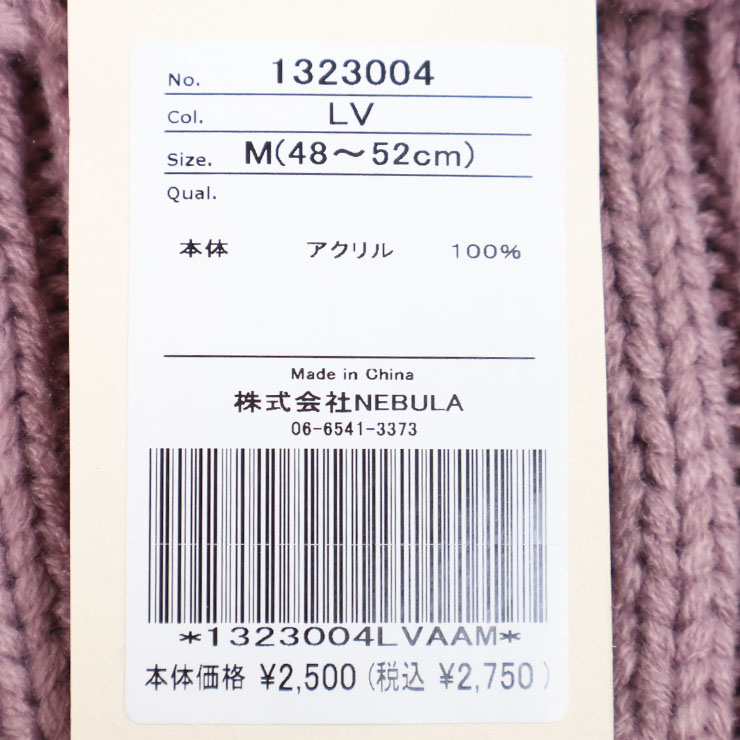 No. 1323004
Col. LV
Size. M(48～52cm)
Qual.
本体 アクリル 100%
Made in China
株式会社NEBULA
06-6541-3373
*1323004LVAAM*
本体価格 ¥2,500 (税込 ¥2,750)